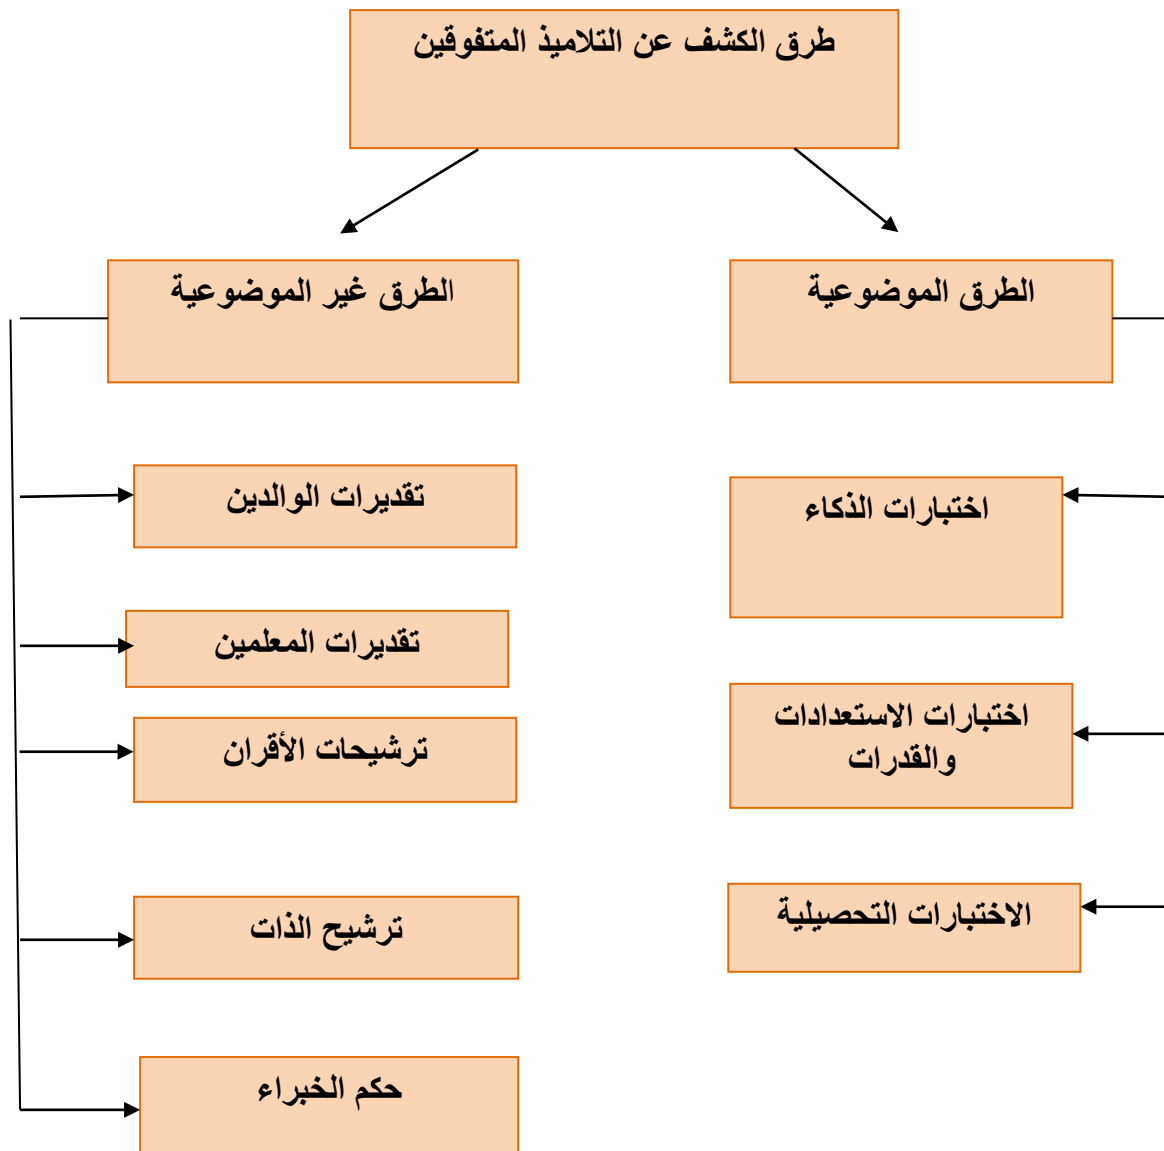 طرق الكشف عن التلاميذ المتفوقين
الطرق الموضوعية
الطرق غير الموضوعية
اختبارات الذكاء
اختبارات الاستعدادات
والقدرات
الاختبارات التحصيلية
تقديرات الوالدين
تقديرات المعلمين
ترشيحات الأقران
ترشيح الذات
حكم الخبراء